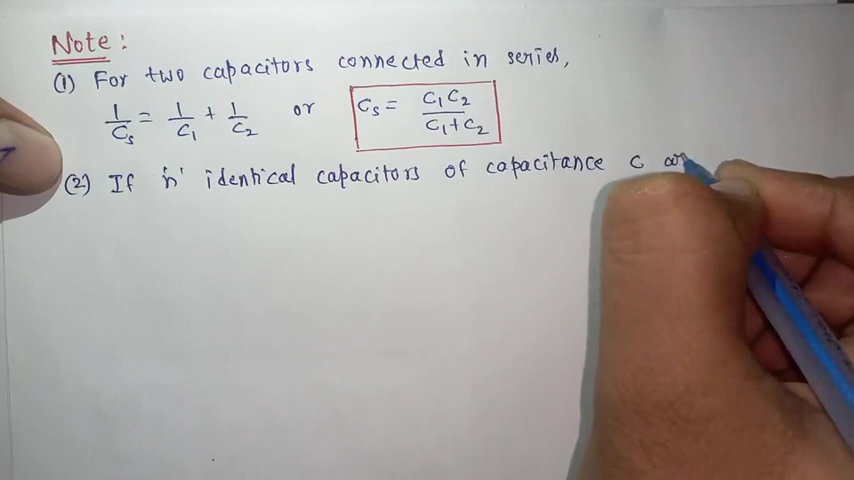 Note :
(1) For two capacitors connected in series,
1/Cs = 1/C1 + 1/C2 or Cs = C1C2/C1+C2
(2) If 'n' identical capacitors of capacitance C